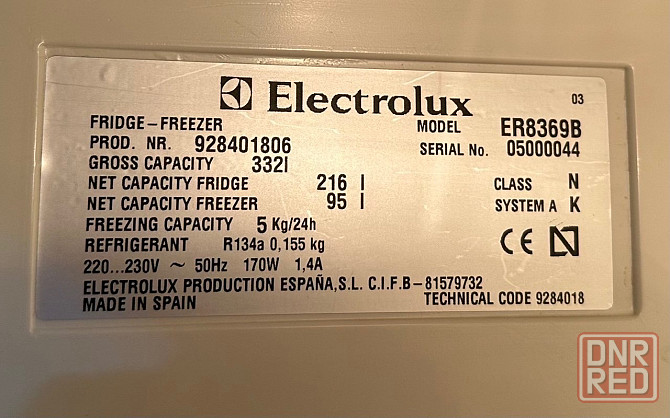 Electrolux 03
FRIDGE-FREEZER MODEL ER8369B
PROD. NR. 928401806 SERIAL No. 05000044
GROSS CAPACITY 332l
NET CAPACITY FRIDGE 216 l CLASS N
NET CAPACITY FREEZER 95 l SYSTEM A K
FREEZING CAPACITY 5 Kg/24h
REFRIGERANT R134a 0,155 kg CE N
220...230V ~ 50Hz 170W 1,4A
ELECTROLUX PRODUCTION ESPAÑA,S.L. C.I.F.B-81579732
MADE IN SPAIN TECHNICAL CODE 9284018
DNR
RED